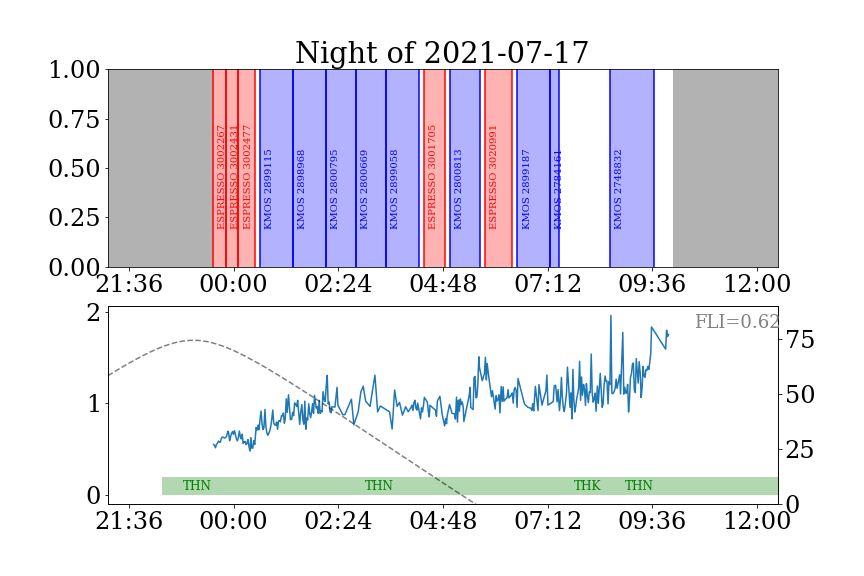 Night of 2021-07-17
1.00
0.75
0.50
0.25
0.00
ESPRESSO 3002267
ESPRESSO 3002431
ESPRESSO 3002477
KMOS 2899115
KMOS 2898968
KMOS 2800795
KMOS 2800669
KMOS 2899058
ESPRESSO 3001705
KMOS 2800813
ESPRESSO 3020991
KMOS 2899187
KMOS 2784161
KMOS 2748832
21:36 00:00 02:24 04:48 07:12 09:36 12:00
2
1
0
FLI=0.62
75
50
25
0
THN THN THK THN
21:36 00:00 02:24 04:48 07:12 09:36 12:00